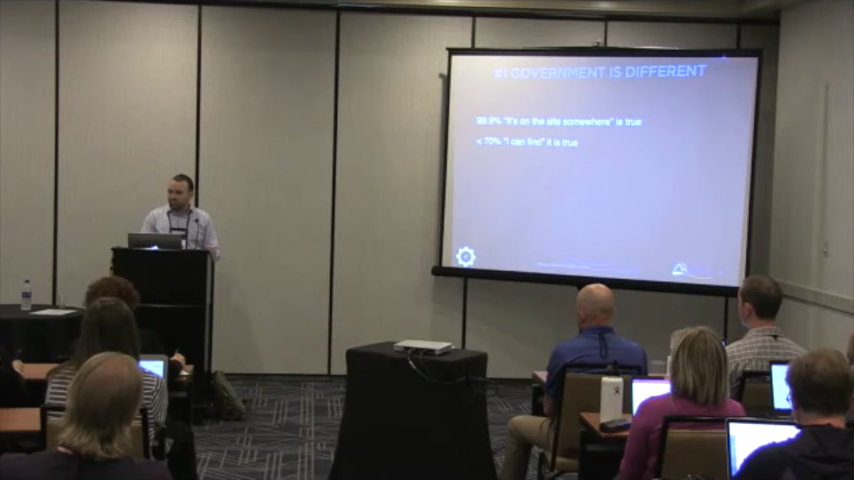 #1 GOVERNMENT IS DIFFERENT
99.9% "It's on the site somewhere" is true
< 70% "I can find" it is true